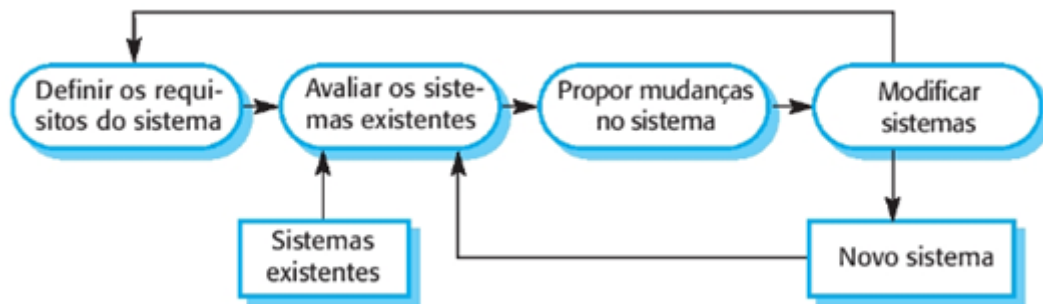 Definir os requi-
sitos do sistema
Avaliar os siste-
mas existentes
Propor mudanças
no sistema
Modificar
sistemas
Sistemas
existentes
Novo sistema